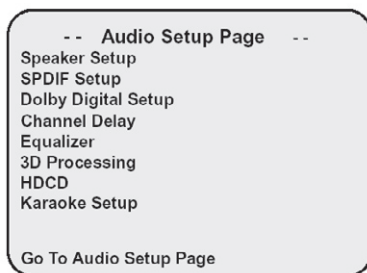 -- Audio Setup Page --
Speaker Setup
SPDIF Setup
Dolby Digital Setup
Channel Delay
Equalizer
3D Processing
HDCD
Karaoke Setup
Go To Audio Setup Page